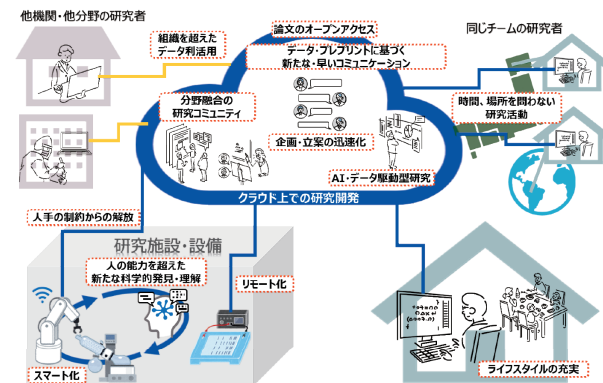 他機関・他分野の研究者
組織を超えた
データ利活用
論文のオープンアクセス
データ・プレプリントに基づく
新たな・早いコミュニケーション
同じチームの研究者
分野融合の
研究コミュニティ
時間、場所を問わない
研究活動
企画・立案の迅速化
AI・データ駆動型研究
クラウド上での研究開発
人手の制約からの解放
研究施設・設備
人の能力を超えた
新たな科学的発見・理解
リモート化
スマート化
ライフスタイルの充実